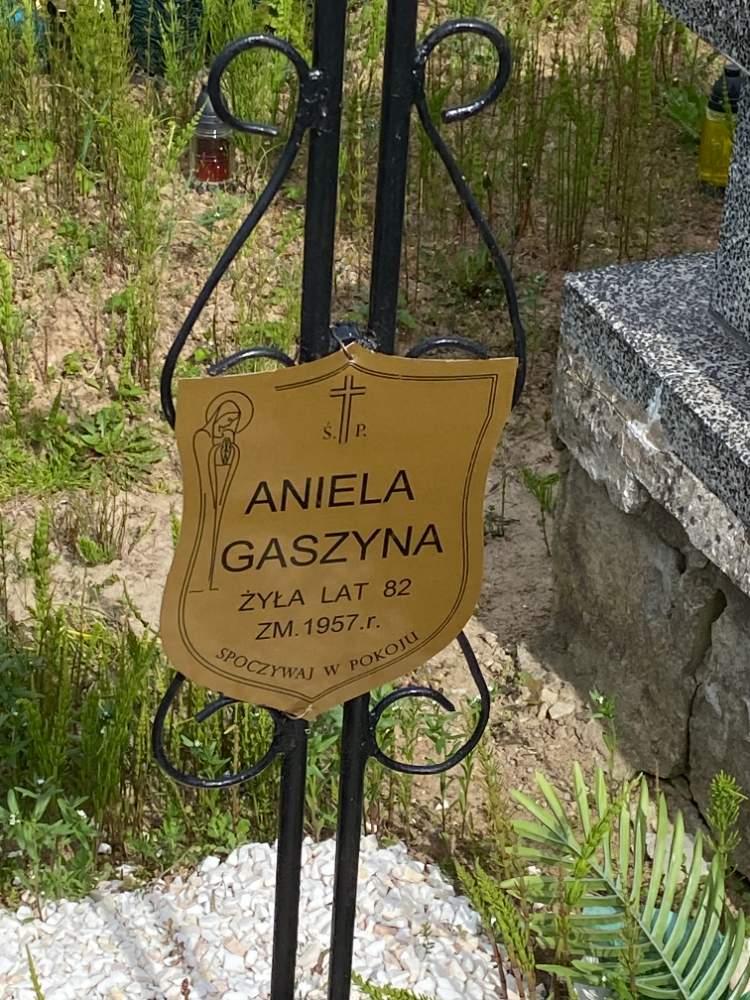 Ś. P.
ANIELA
GASZYNA
ŻYŁA LAT 82
ZM.1957.r.
SPOCZYWAJ W POKOJU